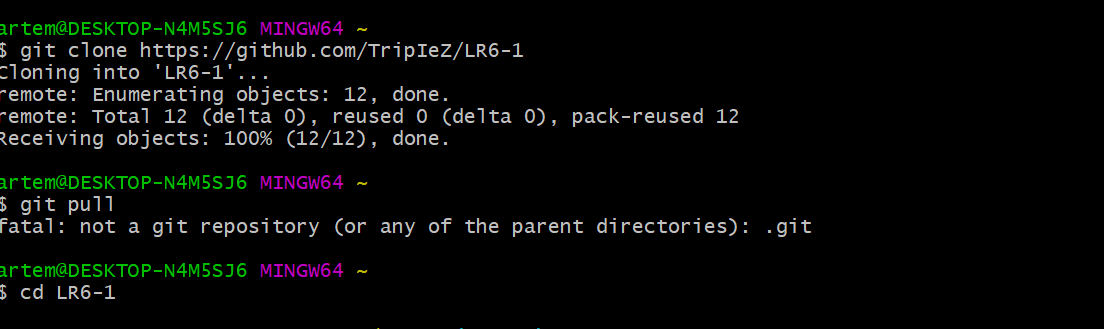 artem@DESKTOP-N4M5SJ6 MINGW64 ~
$ git clone https://github.com/TripIeZ/LR6-1
Cloning into 'LR6-1'...
remote: Enumerating objects: 12, done.
remote: Total 12 (delta 0), reused 0 (delta 0), pack-reused 12
Receiving objects: 100% (12/12), done.
artem@DESKTOP-N4M5SJ6 MINGW64 ~
$ git pull
fatal: not a git repository (or any of the parent directories): .git
artem@DESKTOP-N4M5SJ6 MINGW64 ~
$ cd LR6-1